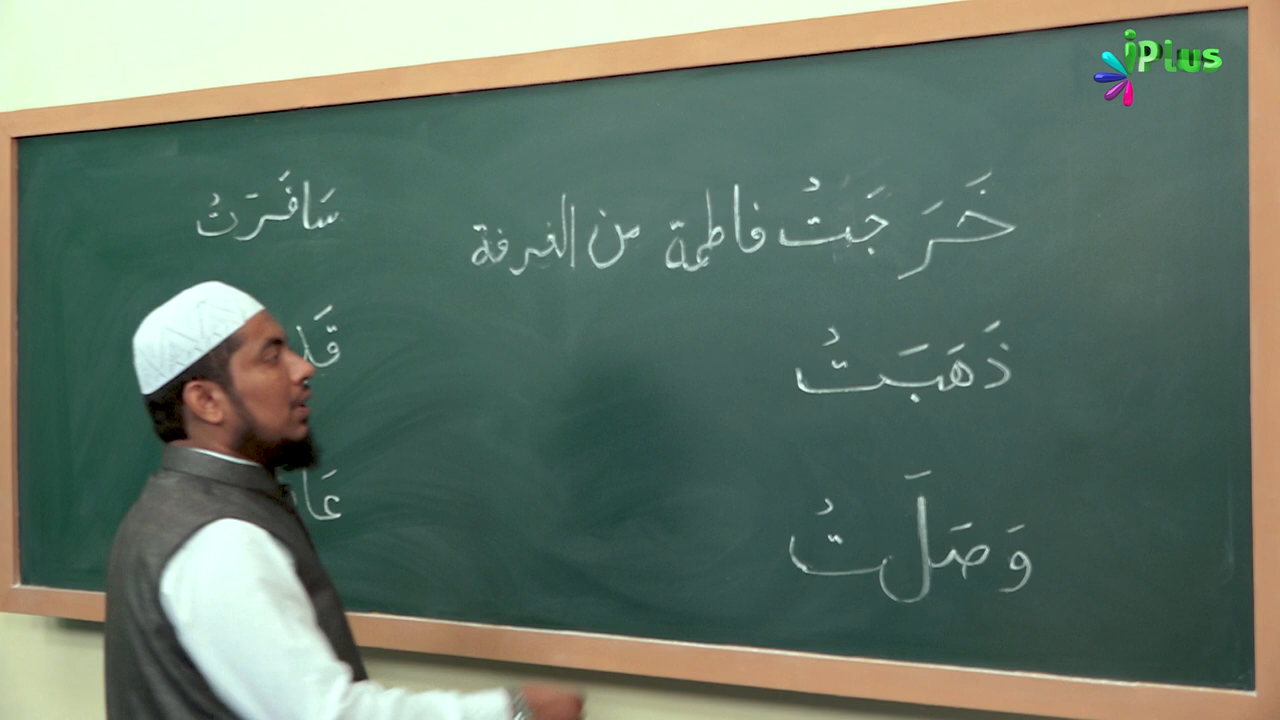 iPlus
خَرَجَتْ فاطمة من الغرفة
ذَهَبَتْ
وَصَلَتْ
سَافَرَتْ